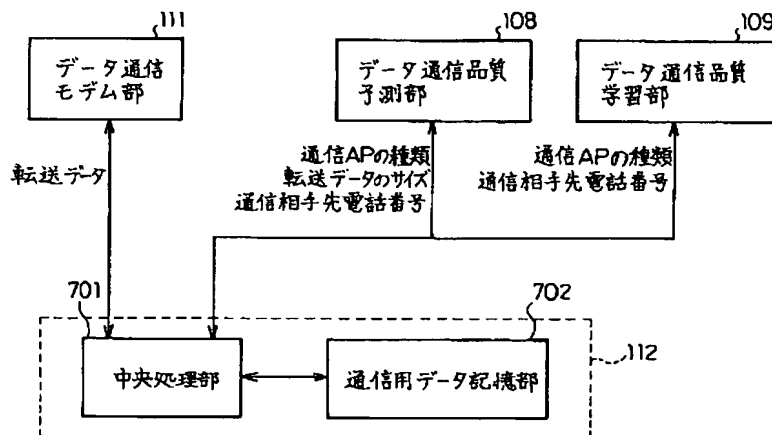 111
データ通信
モデム部
108
データ通信品質
予測部
109
データ通信品質
学習部
転送データ
通信APの種類
転送データのサイズ
通信相手先電話番号
通信APの種類
通信相手先電話番号
701
中央処理部
702
通信用データ記憶部
112